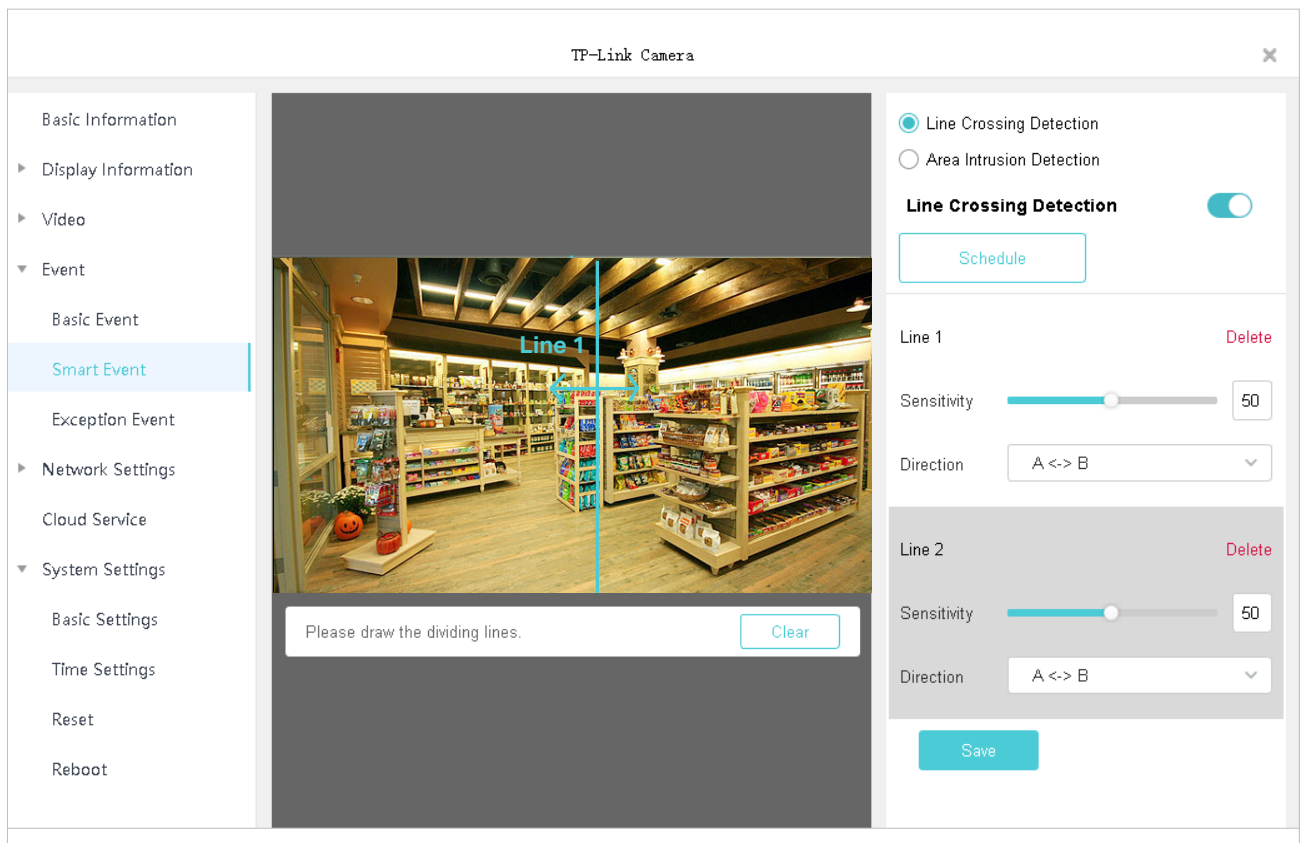 TP-Link Camera
Basic Information
Display Information
Video
Event
Basic Event
Smart Event
Exception Event
Network Settings
Cloud Service
System Settings
Basic Settings
Time Settings
Reset
Reboot
Line 1
Please draw the dividing lines.
Clear
Line Crossing Detection
Area Intrusion Detection
Line Crossing Detection
Schedule
Line 1 Delete
Sensitivity 50
Direction A <-> B
Line 2 Delete
Sensitivity 50
Direction A <-> B
Save